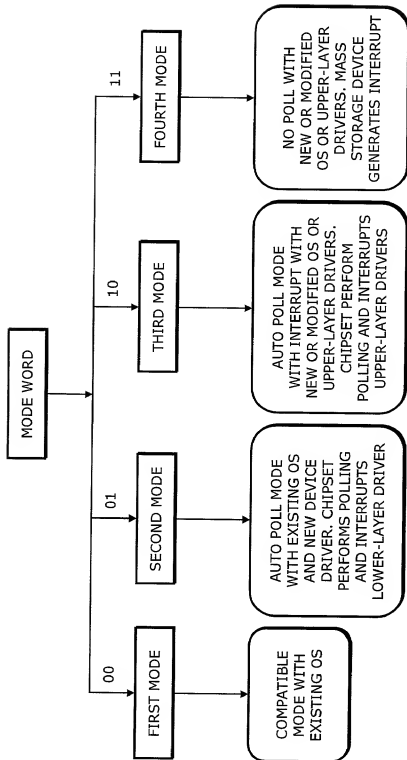 MODE WORD
00
01
10
11
FIRST MODE
SECOND MODE
THIRD MODE
FOURTH MODE
COMPATIBLE
MODE WITH
EXISTING OS
AUTO POLL MODE
WITH EXISTING OS
AND NEW DEVICE
DRIVER. CHIPSET
PERFORMS POLLING
AND INTERRUPTS
LOWER-LAYER DRIVER
AUTO POLL MODE
WITH INTERRUPT WITH
NEW OR MODIFIED OS OR
UPPER-LAYER DRIVERS.
CHIPSET PERFORM
POLLING AND INTERRUPTS
UPPER-LAYER DRIVERS
NO POLL WITH
NEW OR MODIFIED
OS OR UPPER-LAYER
DRIVERS. MASS
STORAGE DEVICE
GENERATES INTERRUPT